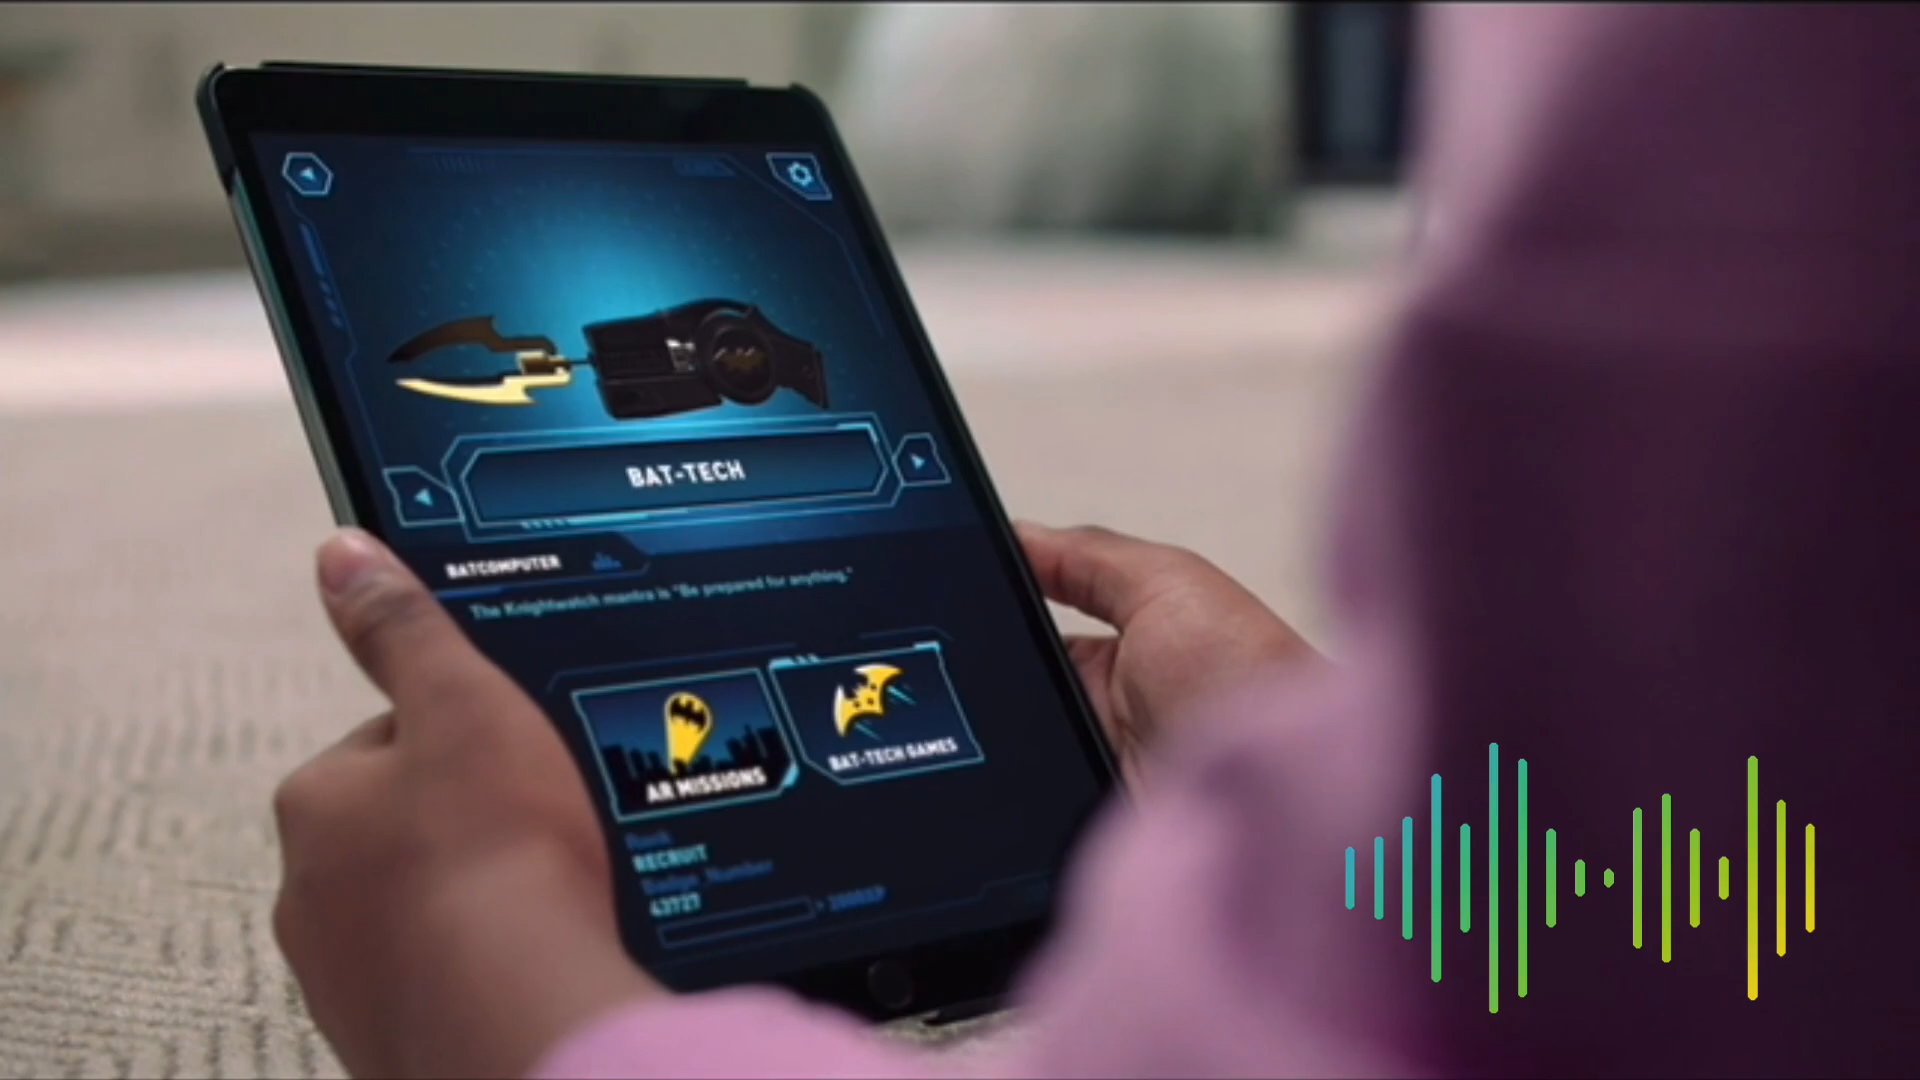 BAT-TECH
BATCOMPUTER
The Knightwatch mantra is "Be prepared for anything."
AR MISSIONS
BAT-TECH GAMES
Rank
RECRUIT
Badge Number
43727